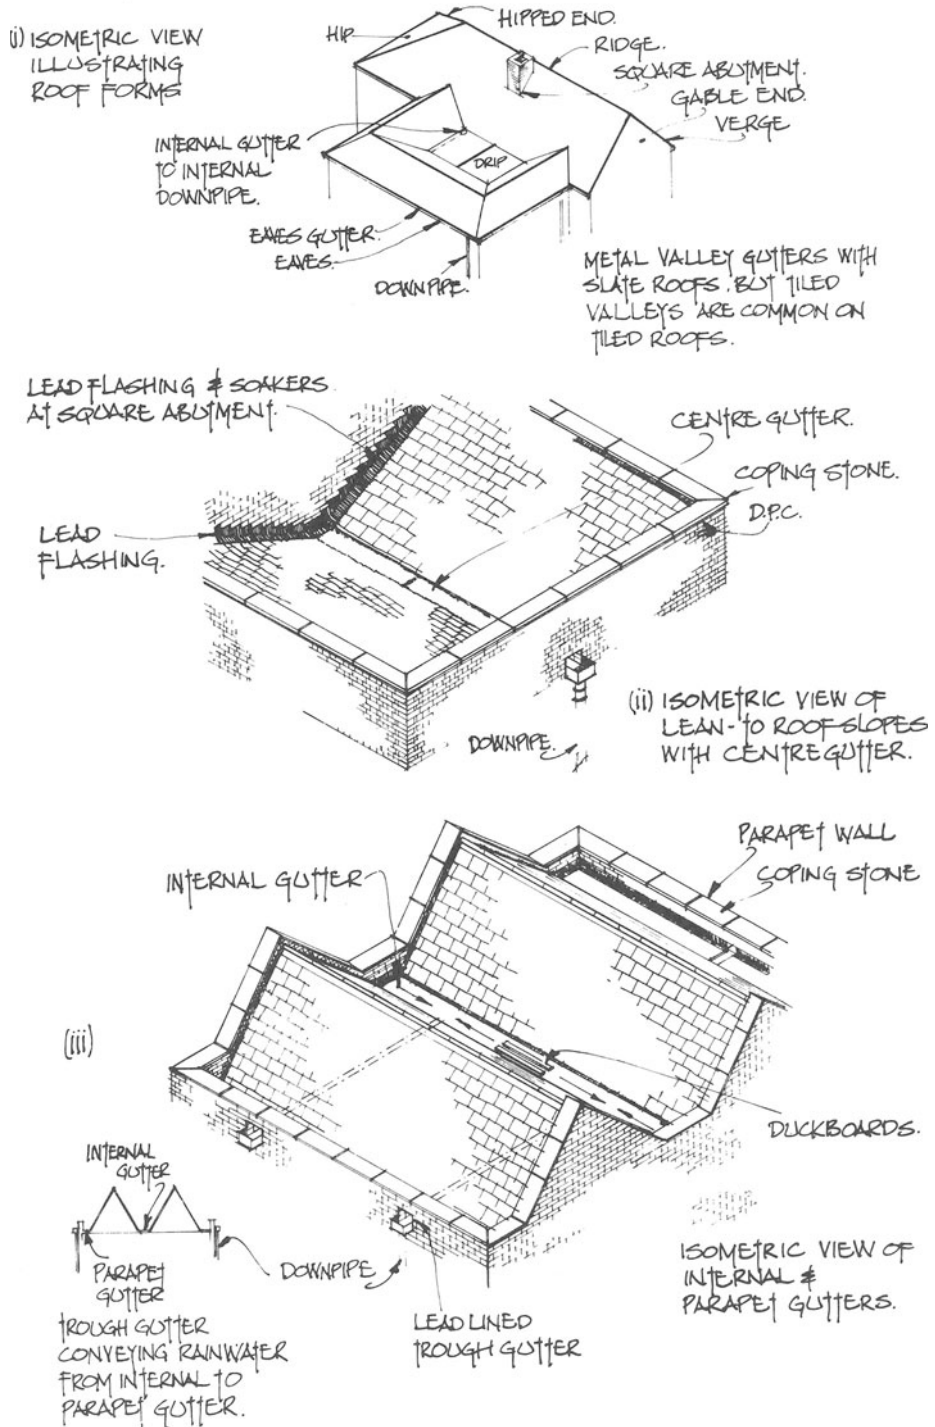 (i) ISOMETRIC VIEW
ILLUSTRATING
ROOF FORMS
HIP
HIPPED END.
RIDGE.
SQUARE ABUTMENT.
GABLE END.
VERGE
INTERNAL GUTTER
TO INTERNAL
DOWNPIPE.
DRIP
EAVES GUTTER.
EAVES.
DOWNPIPE.
METAL VALLEY GUTTERS WITH
SLATE ROOFS. BUT TILED
VALLEYS ARE COMMON ON
TILED ROOFS.
LEAD FLASHING & SOAKERS
AT SQUARE ABUTMENT.
CENTRE GUTTER.
COPING STONE.
D.P.C.
LEAD
FLASHING.
DOWNPIPE.
(ii) ISOMETRIC VIEW OF
LEAN-TO ROOFSLOPES
WITH CENTRE GUTTER.
PARAPET WALL
COPING STONE
INTERNAL GUTTER
(iii)
DUCKBOARDS.
INTERNAL
GUTTER
PARAPET
GUTTER
DOWNPIPE
TROUGH GUTTER
CONVEYING RAINWATER
FROM INTERNAL TO
PARAPET GUTTER.
LEAD LINED
TROUGH GUTTER
ISOMETRIC VIEW OF
INTERNAL &
PARAPET GUTTERS.